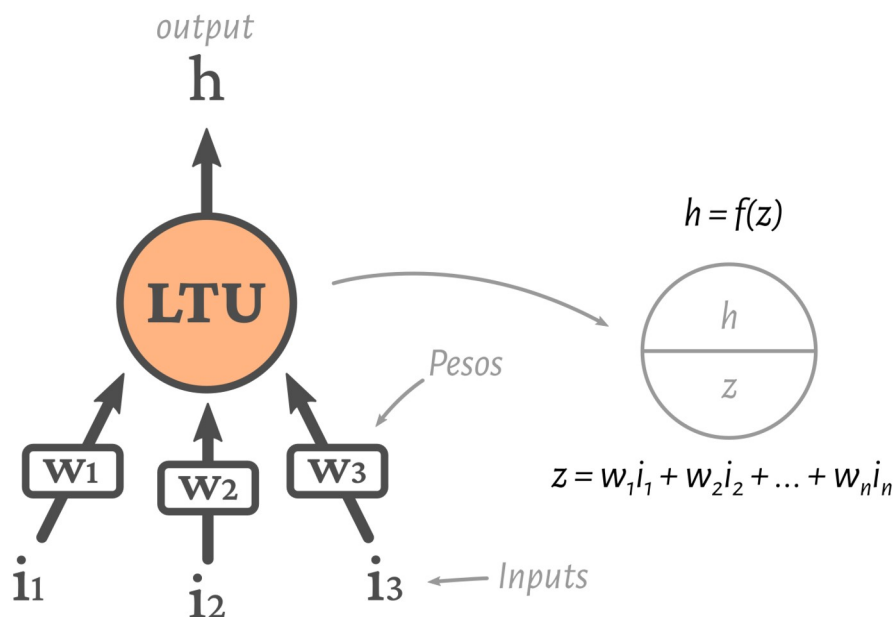 output
h
h = f(z)
LTU
h
z
Pesos
w1
w2
w3
z = w₁i₁ + w₂i₂ + ... + wₙiₙ
i1
i2
i3
Inputs